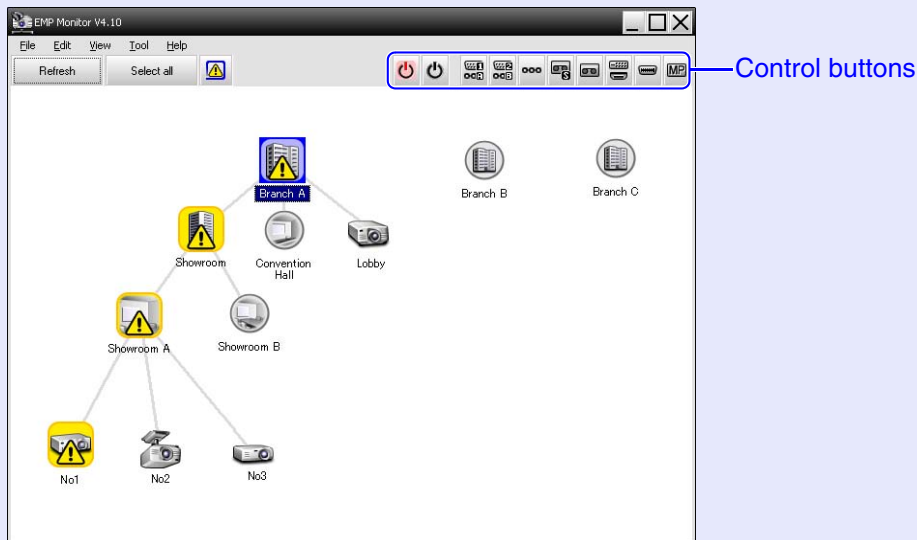 EMP Monitor V4.10
File Edit View Tool Help
Refresh Select all
MP
Control buttons
Branch A
Branch B
Branch C
Showroom
Convention
Hall
Lobby
Showroom A
Showroom B
No1
No2
No3